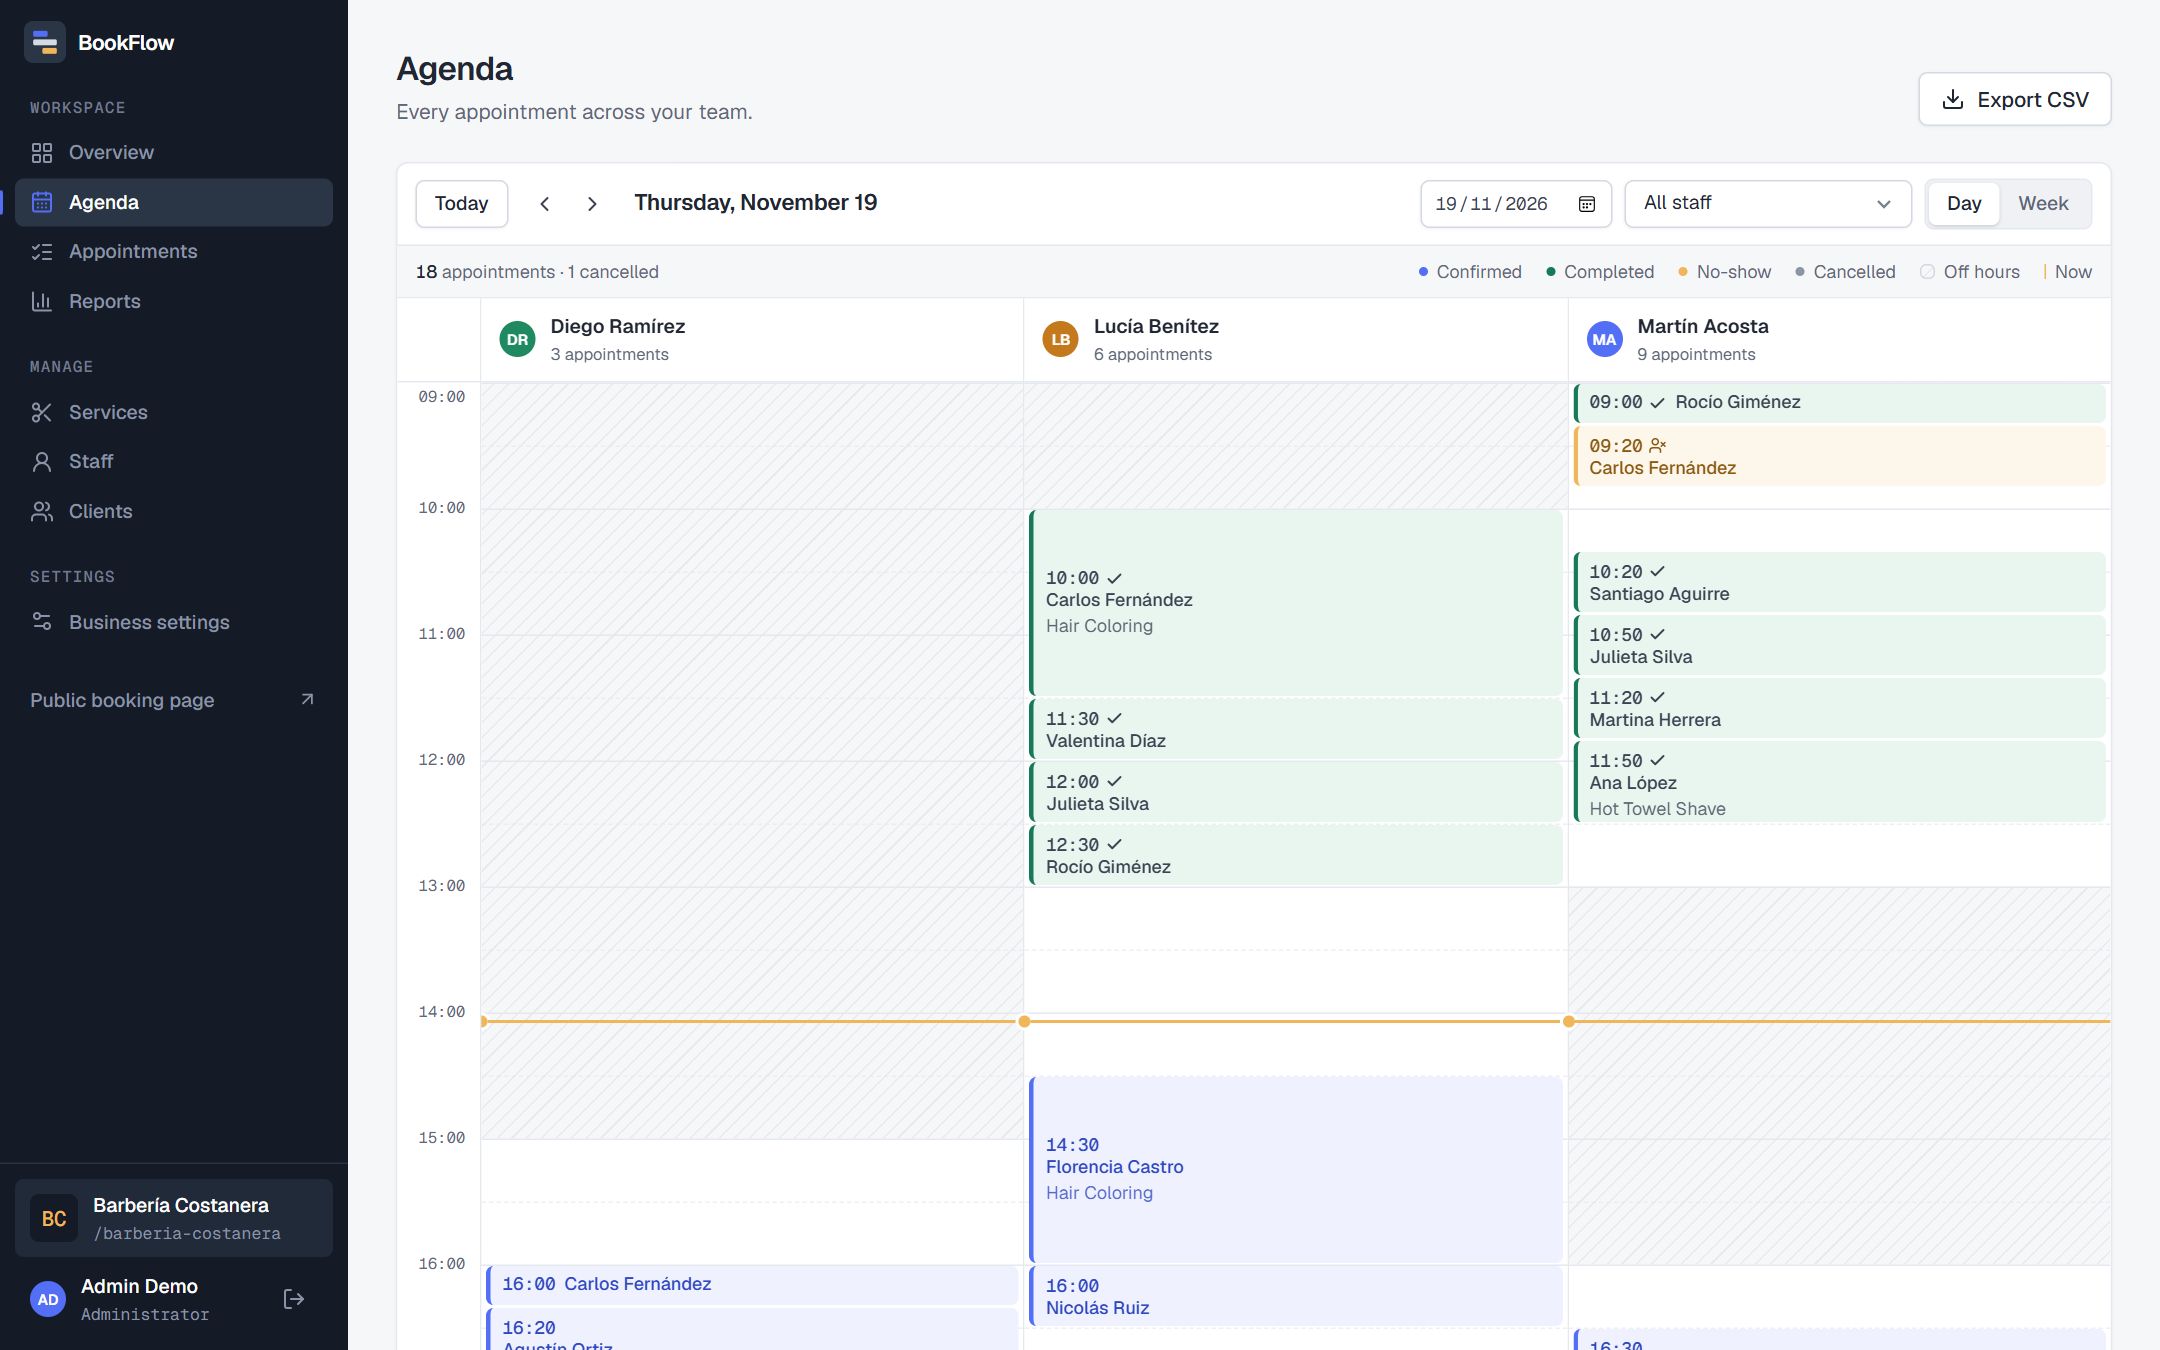 BookFlow
WORKSPACE
Overview
Agenda
Appointments
Reports
MANAGE
Services
Staff
Clients
SETTINGS
Business settings
Public booking page
BC
Barbería Costanera
/barberia-costanera
AD
Admin Demo
Administrator
Agenda
Every appointment across your team.
Export CSV
Today
Thursday, November 19
19/11/2026
All staff
Day
Week
18 appointments · 1 cancelled
Confirmed
Completed
No-show
Cancelled
Off hours
Now
DR
Diego Ramírez
3 appointments
LB
Lucía Benítez
6 appointments
MA
Martín Acosta
9 appointments
09:00
10:00
11:00
12:00
13:00
14:00
15:00
16:00
16:00 Carlos Fernández
16:20
Agustín Ortiz
10:00
Carlos Fernández
Hair Coloring
11:30
Valentina Díaz
12:00
Julieta Silva
12:30
Rocío Giménez
14:30
Florencia Castro
Hair Coloring
16:00
Nicolás Ruiz
09:00 Rocío Giménez
09:20
Carlos Fernández
10:20
Santiago Aguirre
10:50
Julieta Silva
11:20
Martina Herrera
11:50
Ana López
Hot Towel Shave
16:30